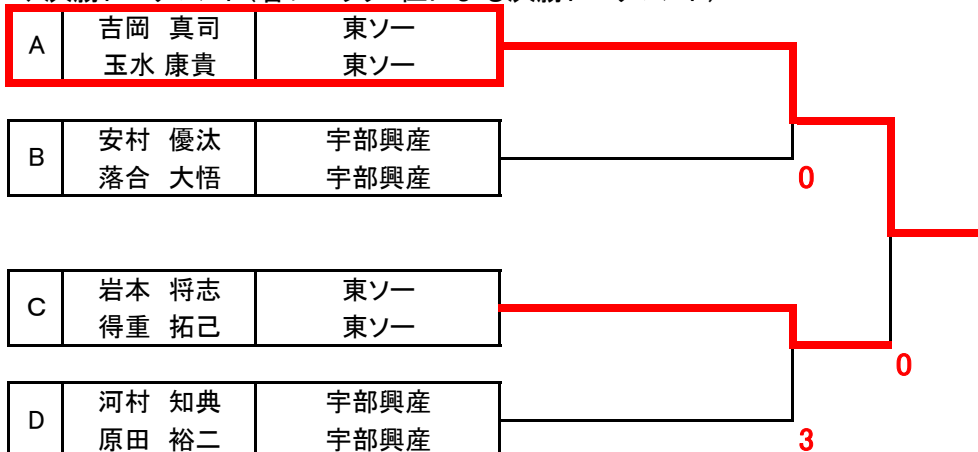 A 吉岡 真司 東ソー
玉水 康貴 東ソー
B 安村 優汰 宇部興産
落合 大悟 宇部興産
0
C 岩本 将志 東ソー
得重 拓己 東ソー
0
D 河村 知典 宇部興産
原田 裕二 宇部興産
3